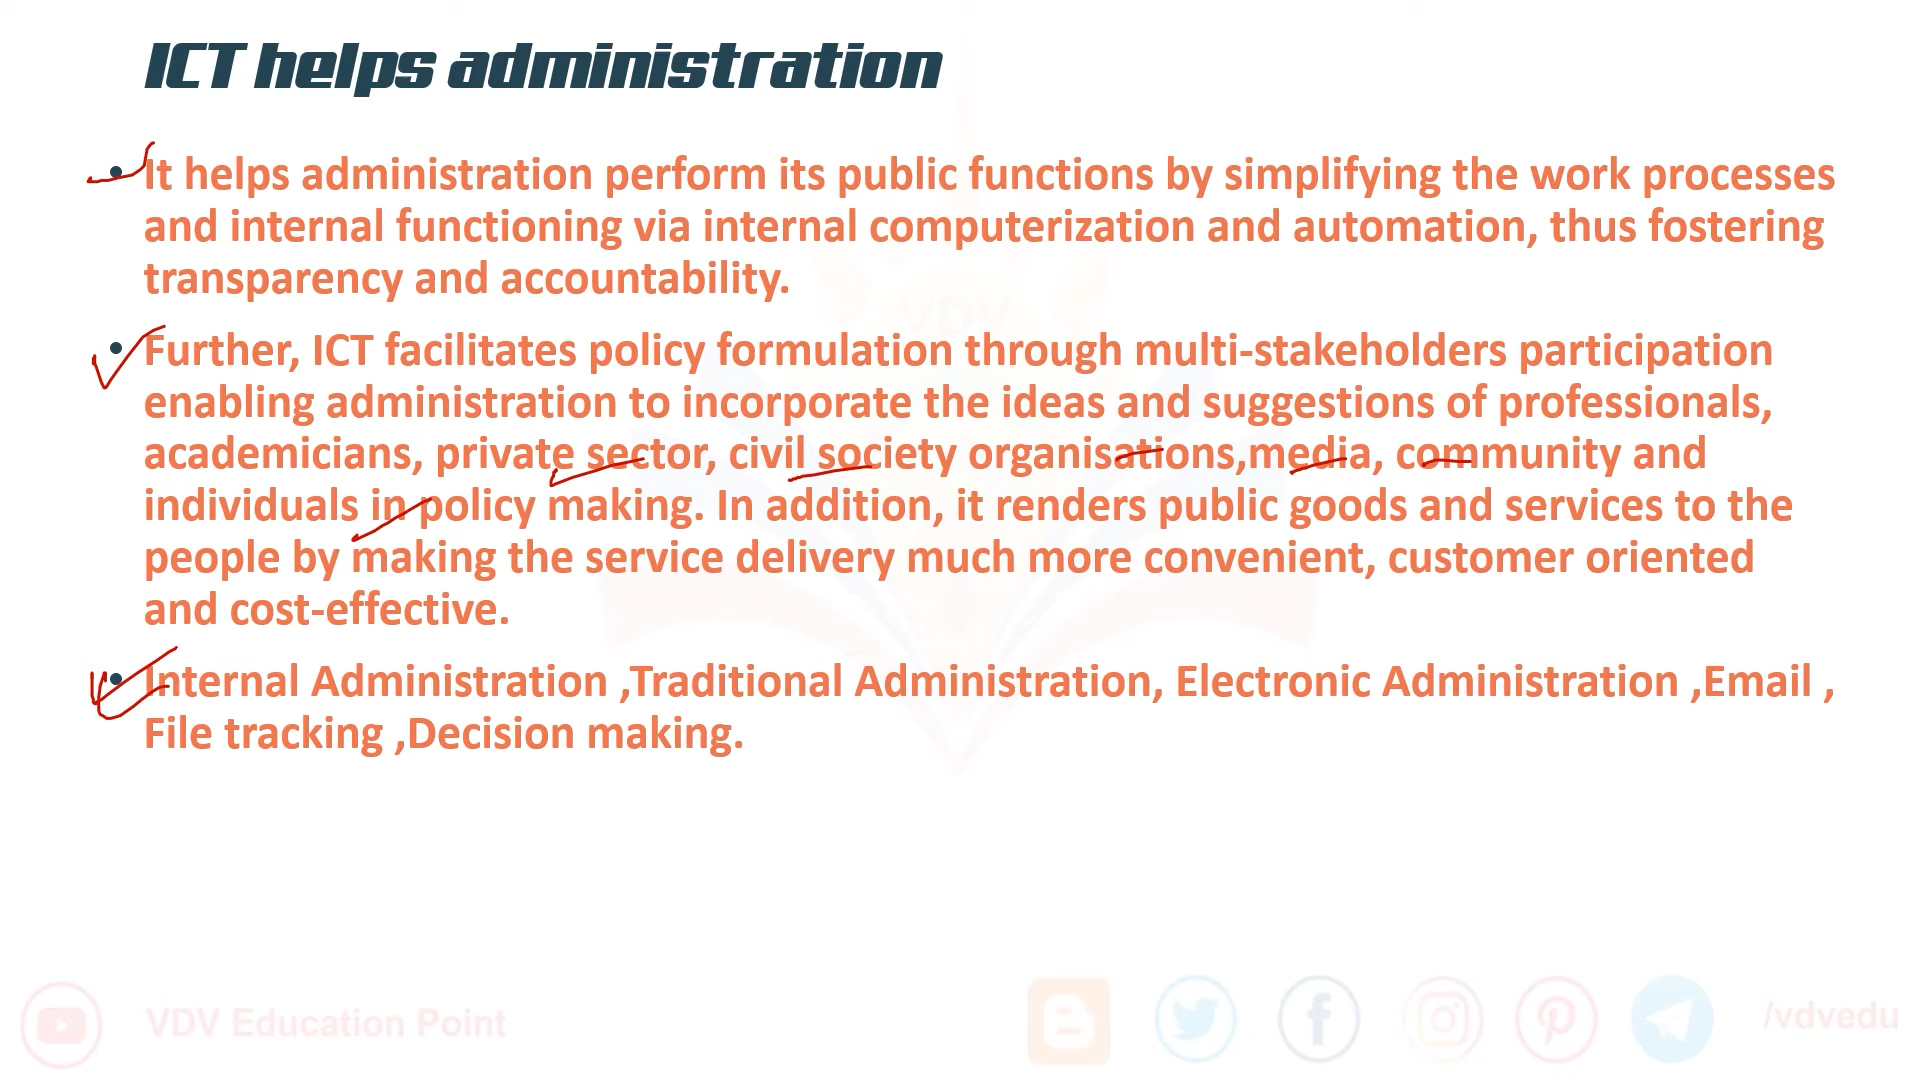 ICT helps administration
• It helps administration perform its public functions by simplifying the work processes
and internal functioning via internal computerization and automation, thus fostering
transparency and accountability.
• Further, ICT facilitates policy formulation through multi-stakeholders participation
enabling administration to incorporate the ideas and suggestions of professionals,
academicians, private sector, civil society organisations,media, community and
individuals in policy making. In addition, it renders public goods and services to the
people by making the service delivery much more convenient, customer oriented
and cost-effective.
• Internal Administration ,Traditional Administration, Electronic Administration ,Email ,
File tracking ,Decision making.
VDV
VDV Education Point
/vdvedu